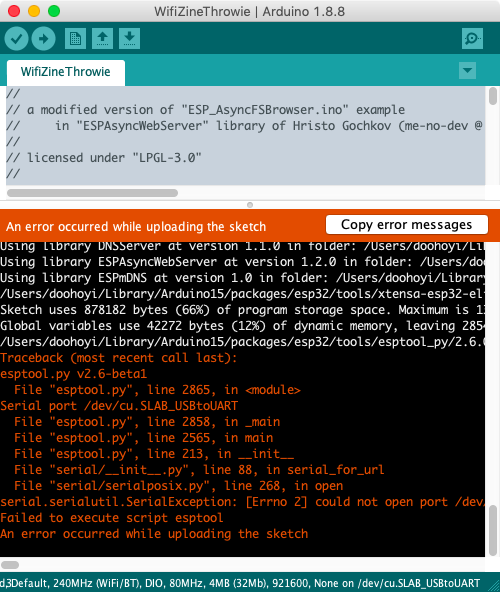 WifiZineThrowie | Arduino 1.8.8
WifiZineThrowie
//
// a modified version of "ESP_AsyncFSBrowser.ino" example
//     in "ESPAsyncWebServer" library of Hristo Gochkov (me-no-dev @
//
// licensed under "LPGL-3.0"
//
An error occurred while uploading the sketch
Copy error messages
Using library DNSServer at version 1.1.0 in folder: /Users/doohoyi/Li
Using library ESPAsyncWebServer at version 1.2.0 in folder: /Users/do
Using library ESPmDNS at version 1.0 in folder: /Users/doohoyi/Librar
/Users/doohoyi/Library/Arduino15/packages/esp32/tools/xtensa-esp32-el
Sketch uses 878182 bytes (66%) of program storage space. Maximum is 1
Global variables use 42272 bytes (12%) of dynamic memory, leaving 285
/Users/doohoyi/Library/Arduino15/packages/esp32/tools/esptool_py/2.6.0
Traceback (most recent call last):
esptool.py v2.6-beta1
  File "esptool.py", line 2865, in <module>
Serial port /dev/cu.SLAB_USBtoUART
  File "esptool.py", line 2858, in _main
  File "esptool.py", line 2565, in main
  File "esptool.py", line 213, in __init__
  File "serial/__init__.py", line 88, in serial_for_url
  File "serial/serialposix.py", line 268, in open
serial.serialutil.SerialException: [Errno 2] could not open port /dev/
Failed to execute script esptool
An error occurred while uploading the sketch
Default, 240MHz (WiFi/BT), DIO, 80MHz, 4MB (32Mb), 921600, None on /dev/cu.SLAB_USBtoUART